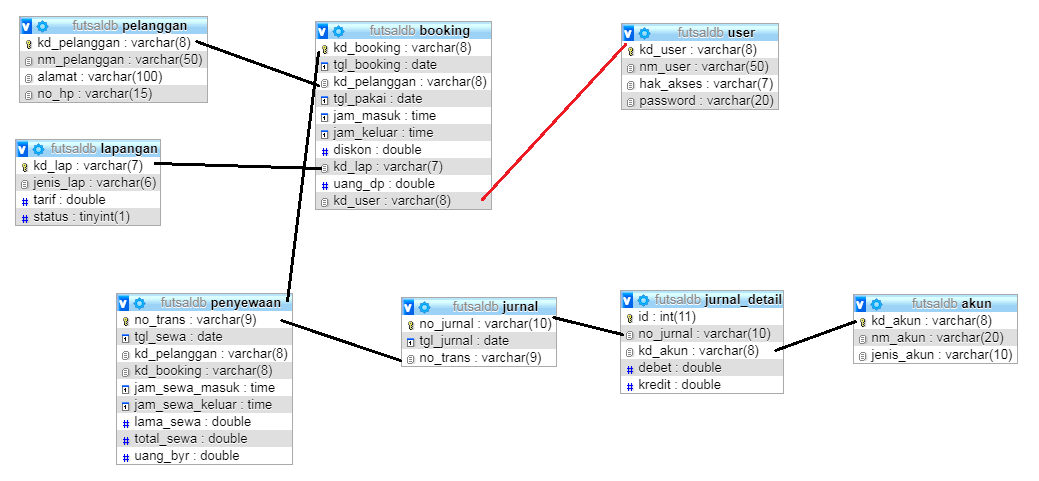 futsaldb pelanggan
kd_pelanggan : varchar(8)
nm_pelanggan : varchar(50)
alamat : varchar(100)
no_hp : varchar(15)
futsaldb booking
kd_booking : varchar(8)
tgl_booking : date
kd_pelanggan : varchar(8)
tgl_pakai : date
jam_masuk : time
jam_keluar : time
diskon : double
kd_lap : varchar(7)
uang_dp : double
kd_user : varchar(8)
futsaldb user
kd_user : varchar(8)
nm_user : varchar(50)
hak_akses : varchar(7)
password : varchar(20)
futsaldb lapangan
kd_lap : varchar(7)
jenis_lap : varchar(6)
tarif : double
status : tinyint(1)
futsaldb penyewaan
no_trans : varchar(9)
tgl_sewa : date
kd_pelanggan : varchar(8)
kd_booking : varchar(8)
jam_sewa_masuk : time
jam_sewa_keluar : time
lama_sewa : double
total_sewa : double
uang_byr : double
futsaldb jurnal
no_jurnal : varchar(10)
tgl_jurnal : date
no_trans : varchar(9)
futsaldb jurnal_detail
id : int(11)
no_jurnal : varchar(10)
kd_akun : varchar(8)
debet : double
kredit : double
futsaldb akun
kd_akun : varchar(8)
nm_akun : varchar(20)
jenis_akun : varchar(10)